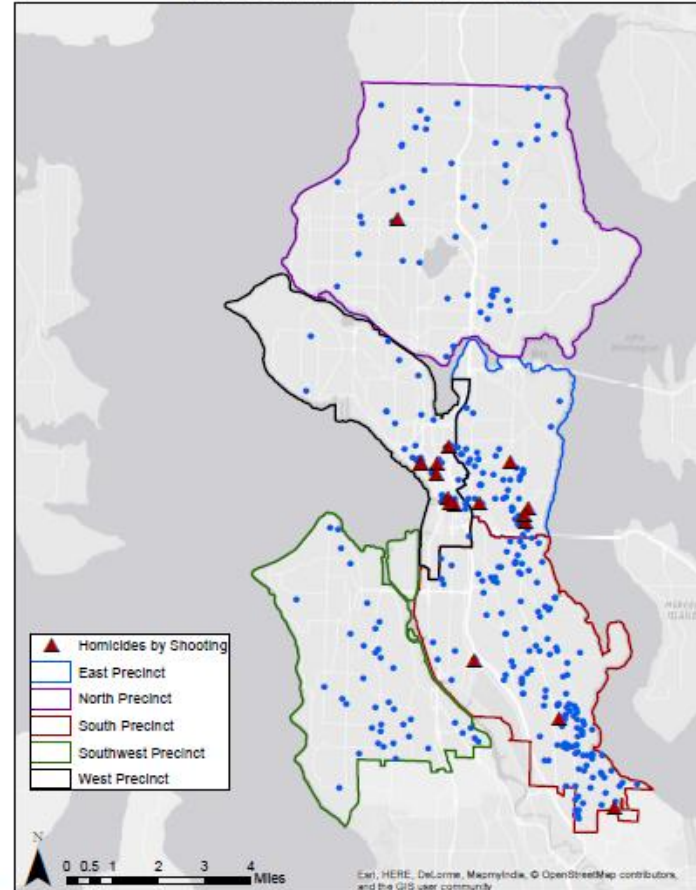 Homicides by Shooting
East Precinct
North Precinct
South Precinct
Southwest Precinct
West Precinct
N
0 0.5 1 2 3 4
Miles
Esri, HERE, DeLorme, MapmyIndia, © OpenStreetMap contributors,
and the GIS user community